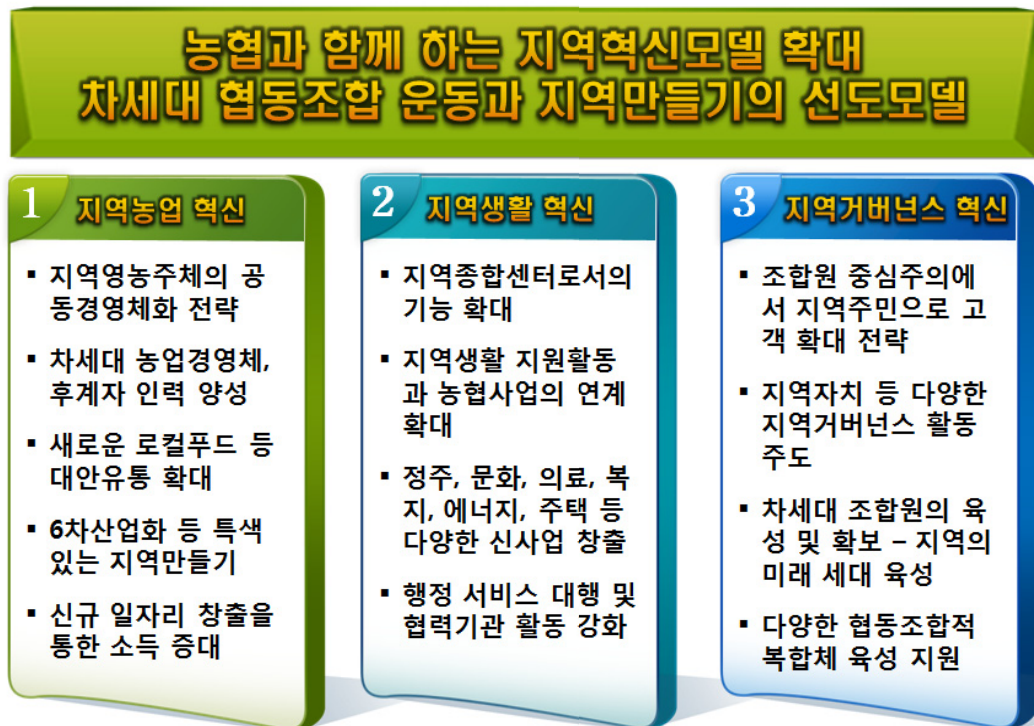 농협과 함께 하는 지역혁신모델 확대
차세대 협동조합 운동과 지역만들기의 선도모델
1 지역농업 혁신
▪ 지역영농주체의 공
동경영체화 전략
▪ 차세대 농업경영체,
후계자 인력 양성
▪ 새로운 로컬푸드 등
대안유통 확대
▪ 6차산업화 등 특색
있는 지역만들기
▪ 신규 일자리 창출을
통한 소득 증대
2 지역생활 혁신
▪ 지역종합센터로서의
기능 확대
▪ 지역생활 지원활동
과 농협사업의 연계
확대
▪ 정주, 문화, 의료, 복
지, 에너지, 주택 등
다양한 신사업 창출
▪ 행정 서비스 대행 및
협력기관 활동 강화
3 지역거버넌스 혁신
▪ 조합원 중심주의에
서 지역주민으로 고
객 확대 전략
▪ 지역자치 등 다양한
지역거버넌스 활동
주도
▪ 차세대 조합원의 육
성 및 확보 – 지역의
미래 세대 육성
▪ 다양한 협동조합적
복합체 육성 지원